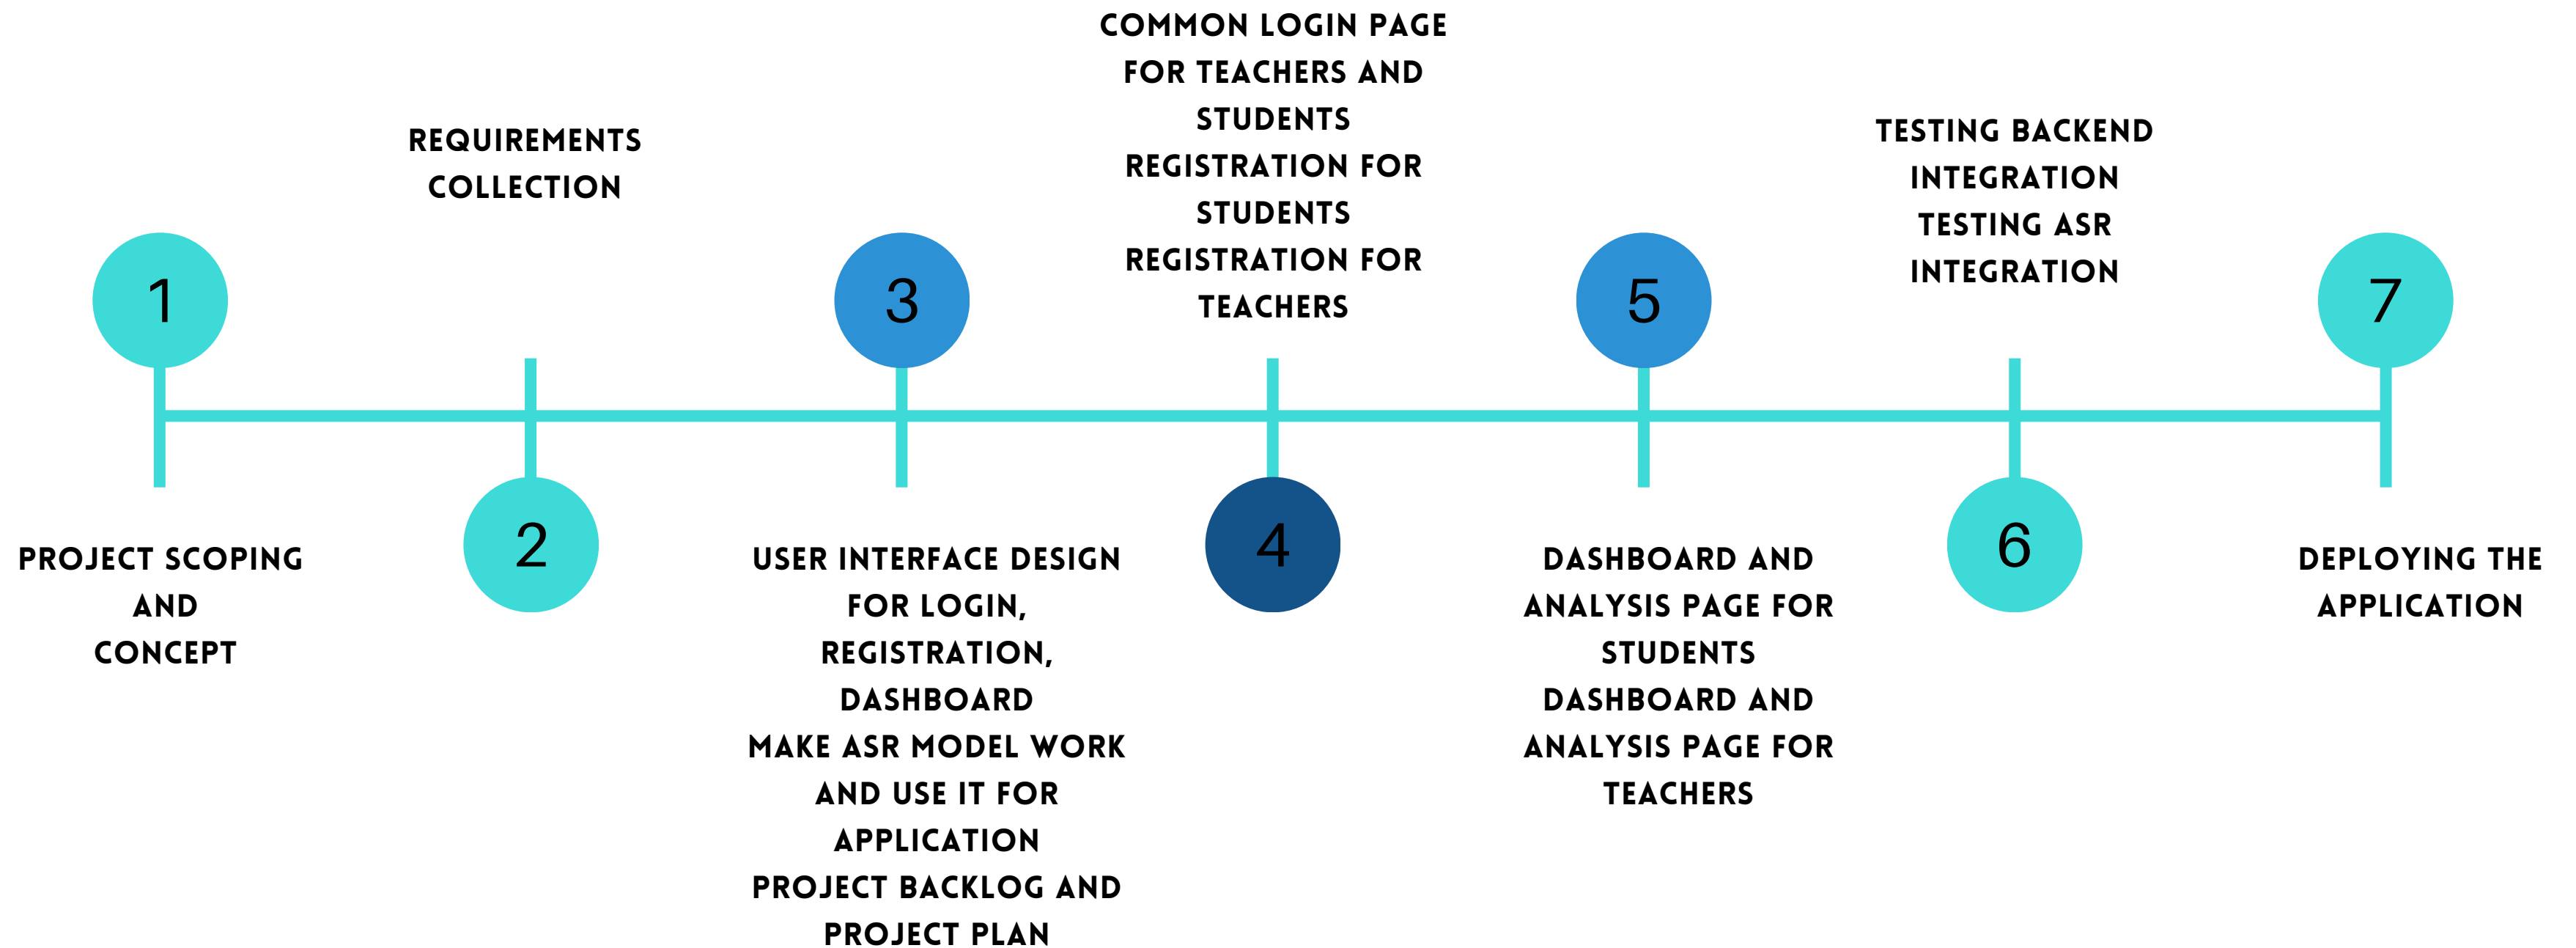 1
PROJECT SCOPING
AND
CONCEPT
REQUIREMENTS
COLLECTION
2
3
USER INTERFACE DESIGN
FOR LOGIN,
REGISTRATION,
DASHBOARD
MAKE ASR MODEL WORK
AND USE IT FOR
APPLICATION
PROJECT BACKLOG AND
PROJECT PLAN
COMMON LOGIN PAGE
FOR TEACHERS AND
STUDENTS
REGISTRATION FOR
STUDENTS
REGISTRATION FOR
TEACHERS
4
5
DASHBOARD AND
ANALYSIS PAGE FOR
STUDENTS
DASHBOARD AND
ANALYSIS PAGE FOR
TEACHERS
TESTING BACKEND
INTEGRATION
TESTING ASR
INTEGRATION
6
7
DEPLOYING THE
APPLICATION